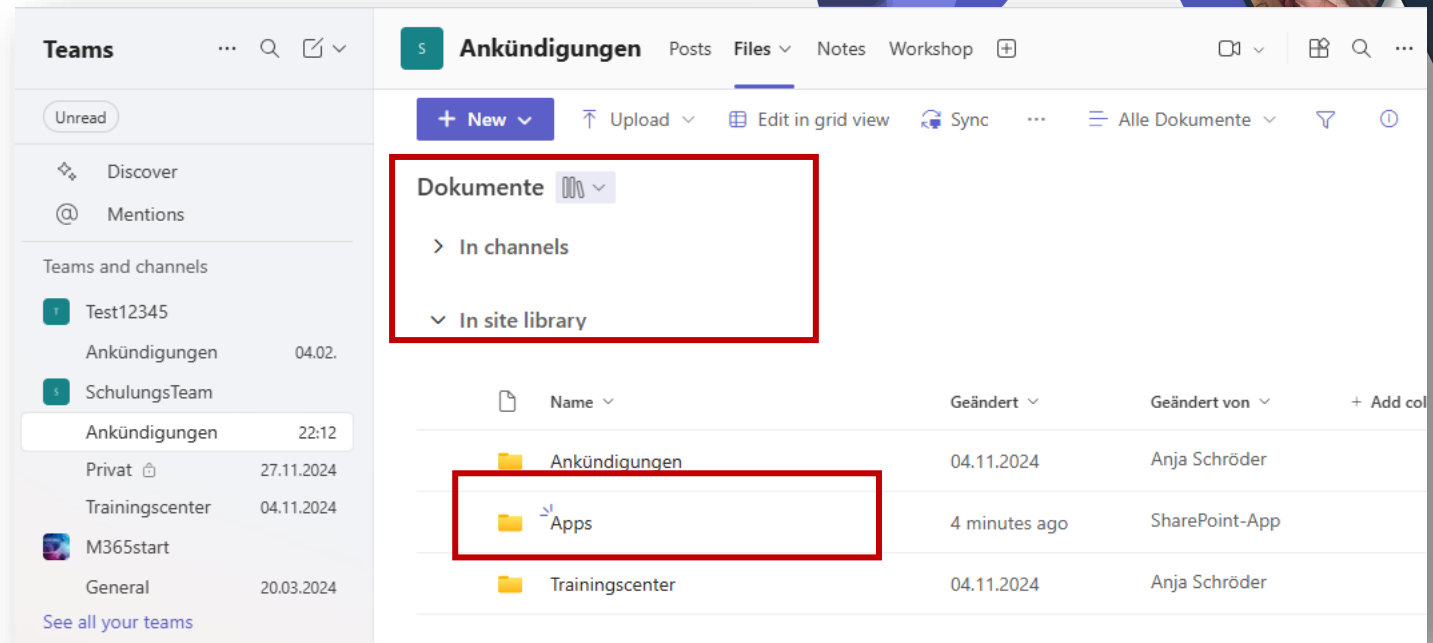 Teams
S Ankündigungen Posts Files Notes Workshop
Unread
+ New Upload Edit in grid view Sync ... Alle Dokumente
Discover
@ Mentions
Dokumente
In channels
In site library
Teams and channels
T Test12345
Ankündigungen 04.02.
S SchulungsTeam
Ankündigungen 22:12
Privat 27.11.2024
Trainingscenter 04.11.2024
M365start
General 20.03.2024
See all your teams
Name Geändert Geändert von + Add col
Ankündigungen 04.11.2024 Anja Schröder
Apps 4 minutes ago SharePoint-App
Trainingscenter 04.11.2024 Anja Schröder